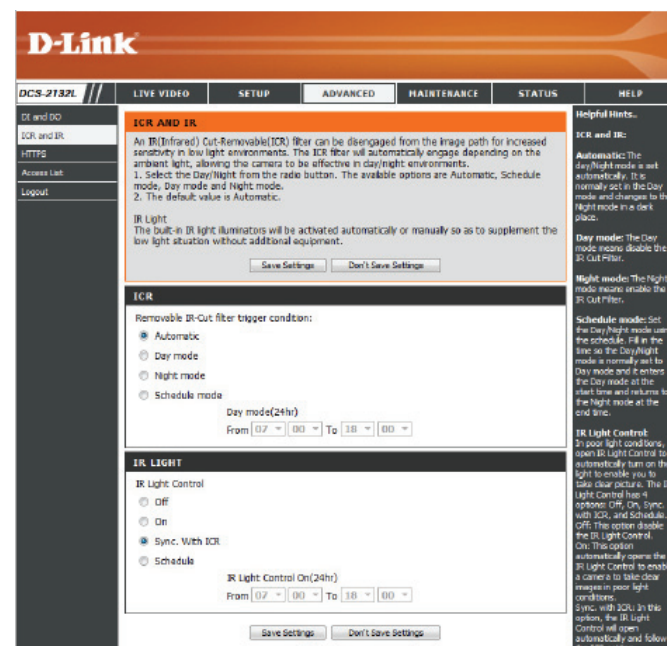 D-Link
DCS-2132L
LIVE VIDEO
SETUP
ADVANCED
MAINTENANCE
STATUS
HELP
DI and DO
ICR and IR
HTTPS
Access List
Logout
ICR AND IR
An IR(Infrared) Cut-Removable(ICR) filter can be disengaged from the image path for increased
sensitivity in low light environments. The ICR filter will automatically engage depending on the
ambient light, allowing the camera to be effective in day/night environments.
1. Select the Day/Night from the radio button. The available options are Automatic, Schedule
mode, Day mode and Night mode.
2. The default value is Automatic.
IR Light
The built-in IR light illuminators will be activated automatically or manually so as to supplement the
low light situation without additional equipment.
Save Settings Don't Save Settings
ICR
Removable IR-Cut filter trigger condition:
Automatic
Day mode
Night mode
Schedule mode
Day mode(24hr)
From 07 00 To 18 00
IR LIGHT
IR Light Control
Off
On
Sync. With ICR
Schedule
IR Light Control On(24hr)
From 07 00 To 18 00
Save Settings Don't Save Settings
Helpful Hints..
ICR and IR:
Automatic: The
day/Night mode is set
automatically. It is
normally set in the Day
mode and changes to
Night mode in a dark
place.
Day mode: The Day
mode means disable the
IR Cut Filter.
Night mode: The Night
mode means enable the
IR Cut Filter.
Schedule mode: Set
the Day/Night mode
the schedule. Fill in the
time so the Day/Night
mode is normally set to
Day mode and it enters
the Day mode at the
start time and returns
the Night mode at the
end time.
IR Light Control:
In poor light conditions,
open IR Light Control to
automatically turn on
light to enable you to
take clear picture. The
Light Control has 4
options: Off, On, Sync.
with ICR, and Schedule.
Off: This option disable
the IR Light Control.
On: This option
automatically opens the
IR Light Control to
a camera to take clear
images in poor light
conditions.
Sync. with ICR: In this
option, the IR Light
Control will open
automatically and follow